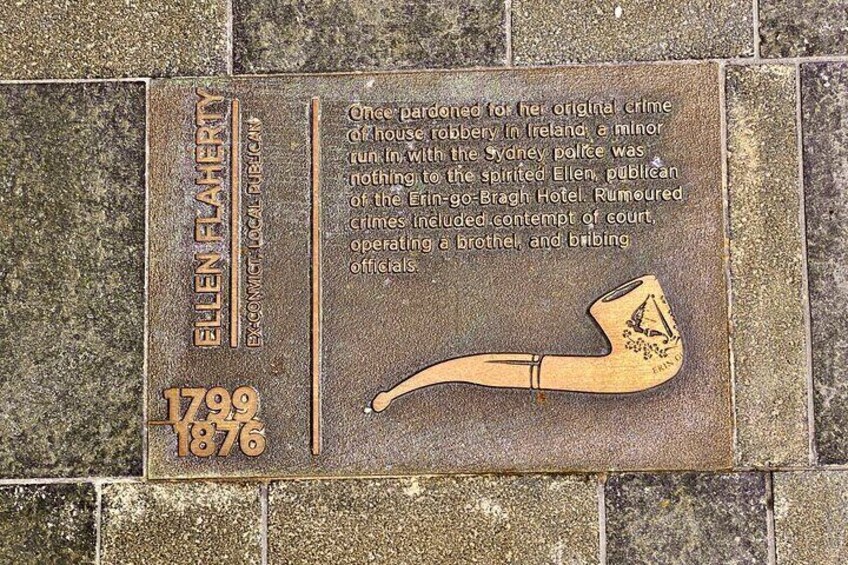 ELLEN FLAHERTY
EX-CONVICT, LOCAL PUBLICAN
1799
1876
Once pardoned for her original crime
of house robbery in Ireland, a minor
run in with the Sydney police was
nothing to the spirited Ellen, publican
of the Erin-go-Bragh Hotel. Rumoured
crimes included contempt of court,
operating a brothel, and bribing
officials.
ERIN G